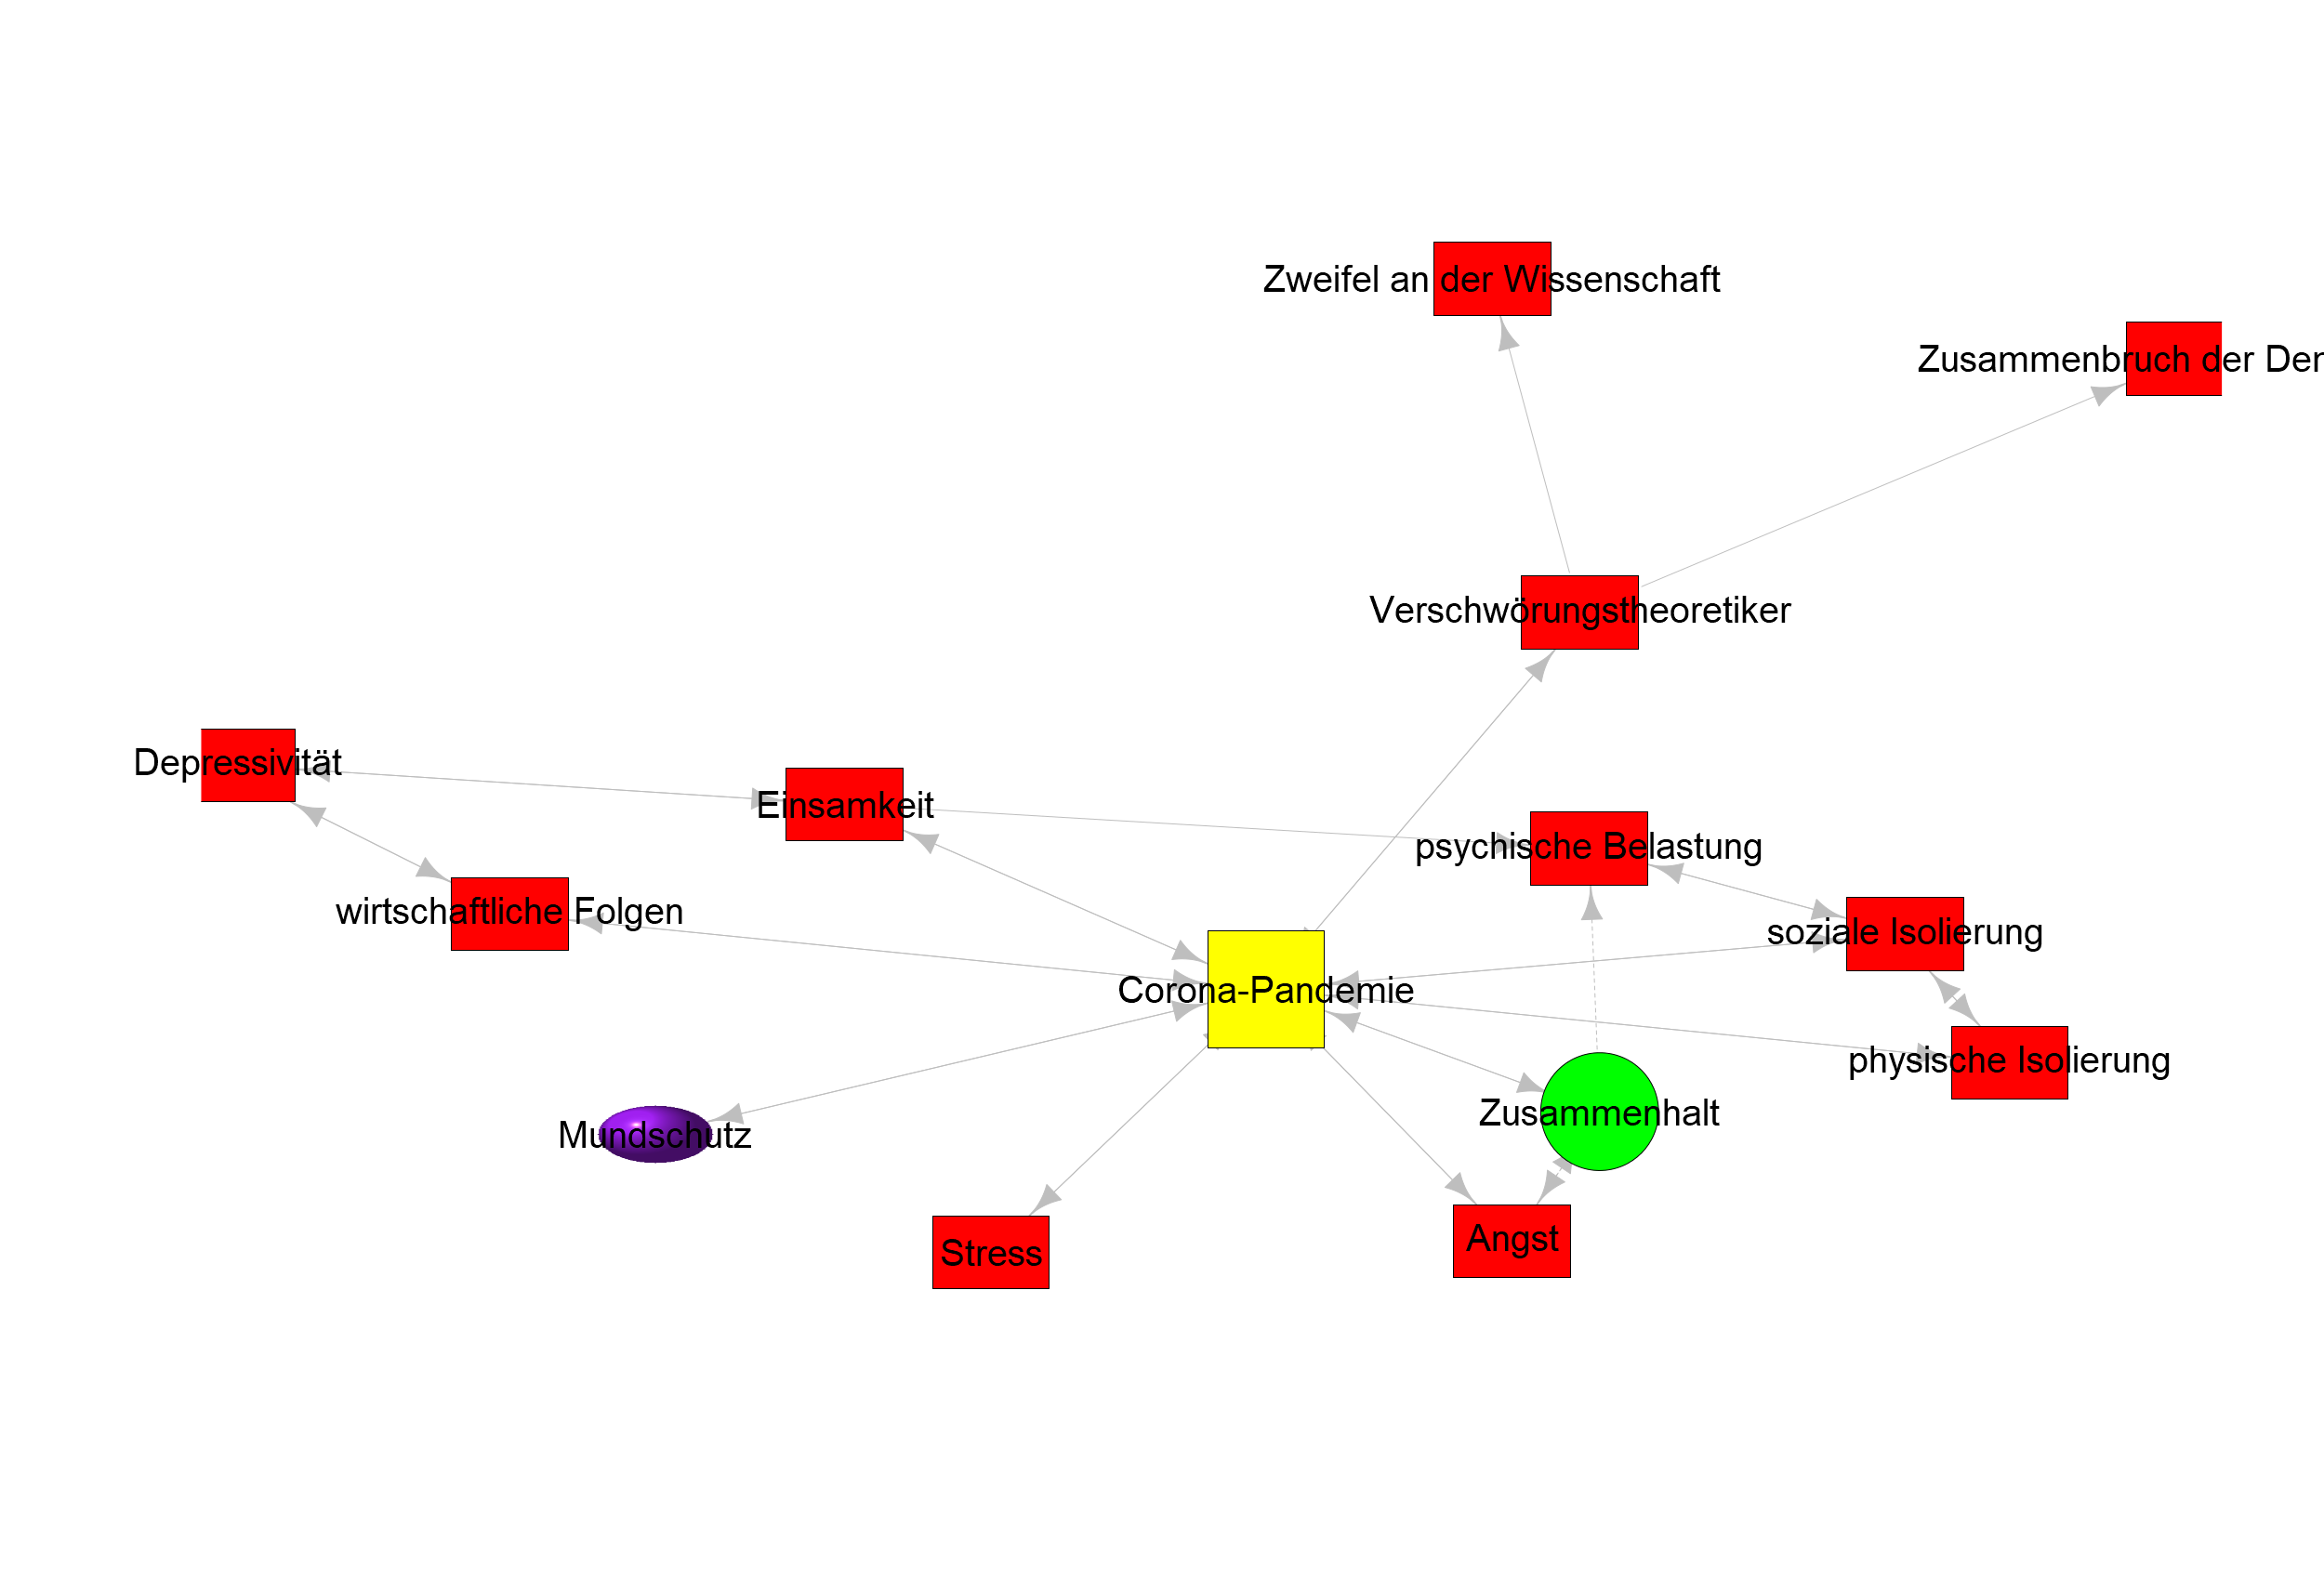 Zweifel an der Wissenschaft
Zusammenbruch der
Verschwörungstheoretiker
Depressivität
Einsamkeit
psychische Belastung
wirtschaftliche Folgen
soziale Isolierung
Corona-Pandemie
physische Isolierung
Zusammenhalt
Mundschutz
Angst
Stress